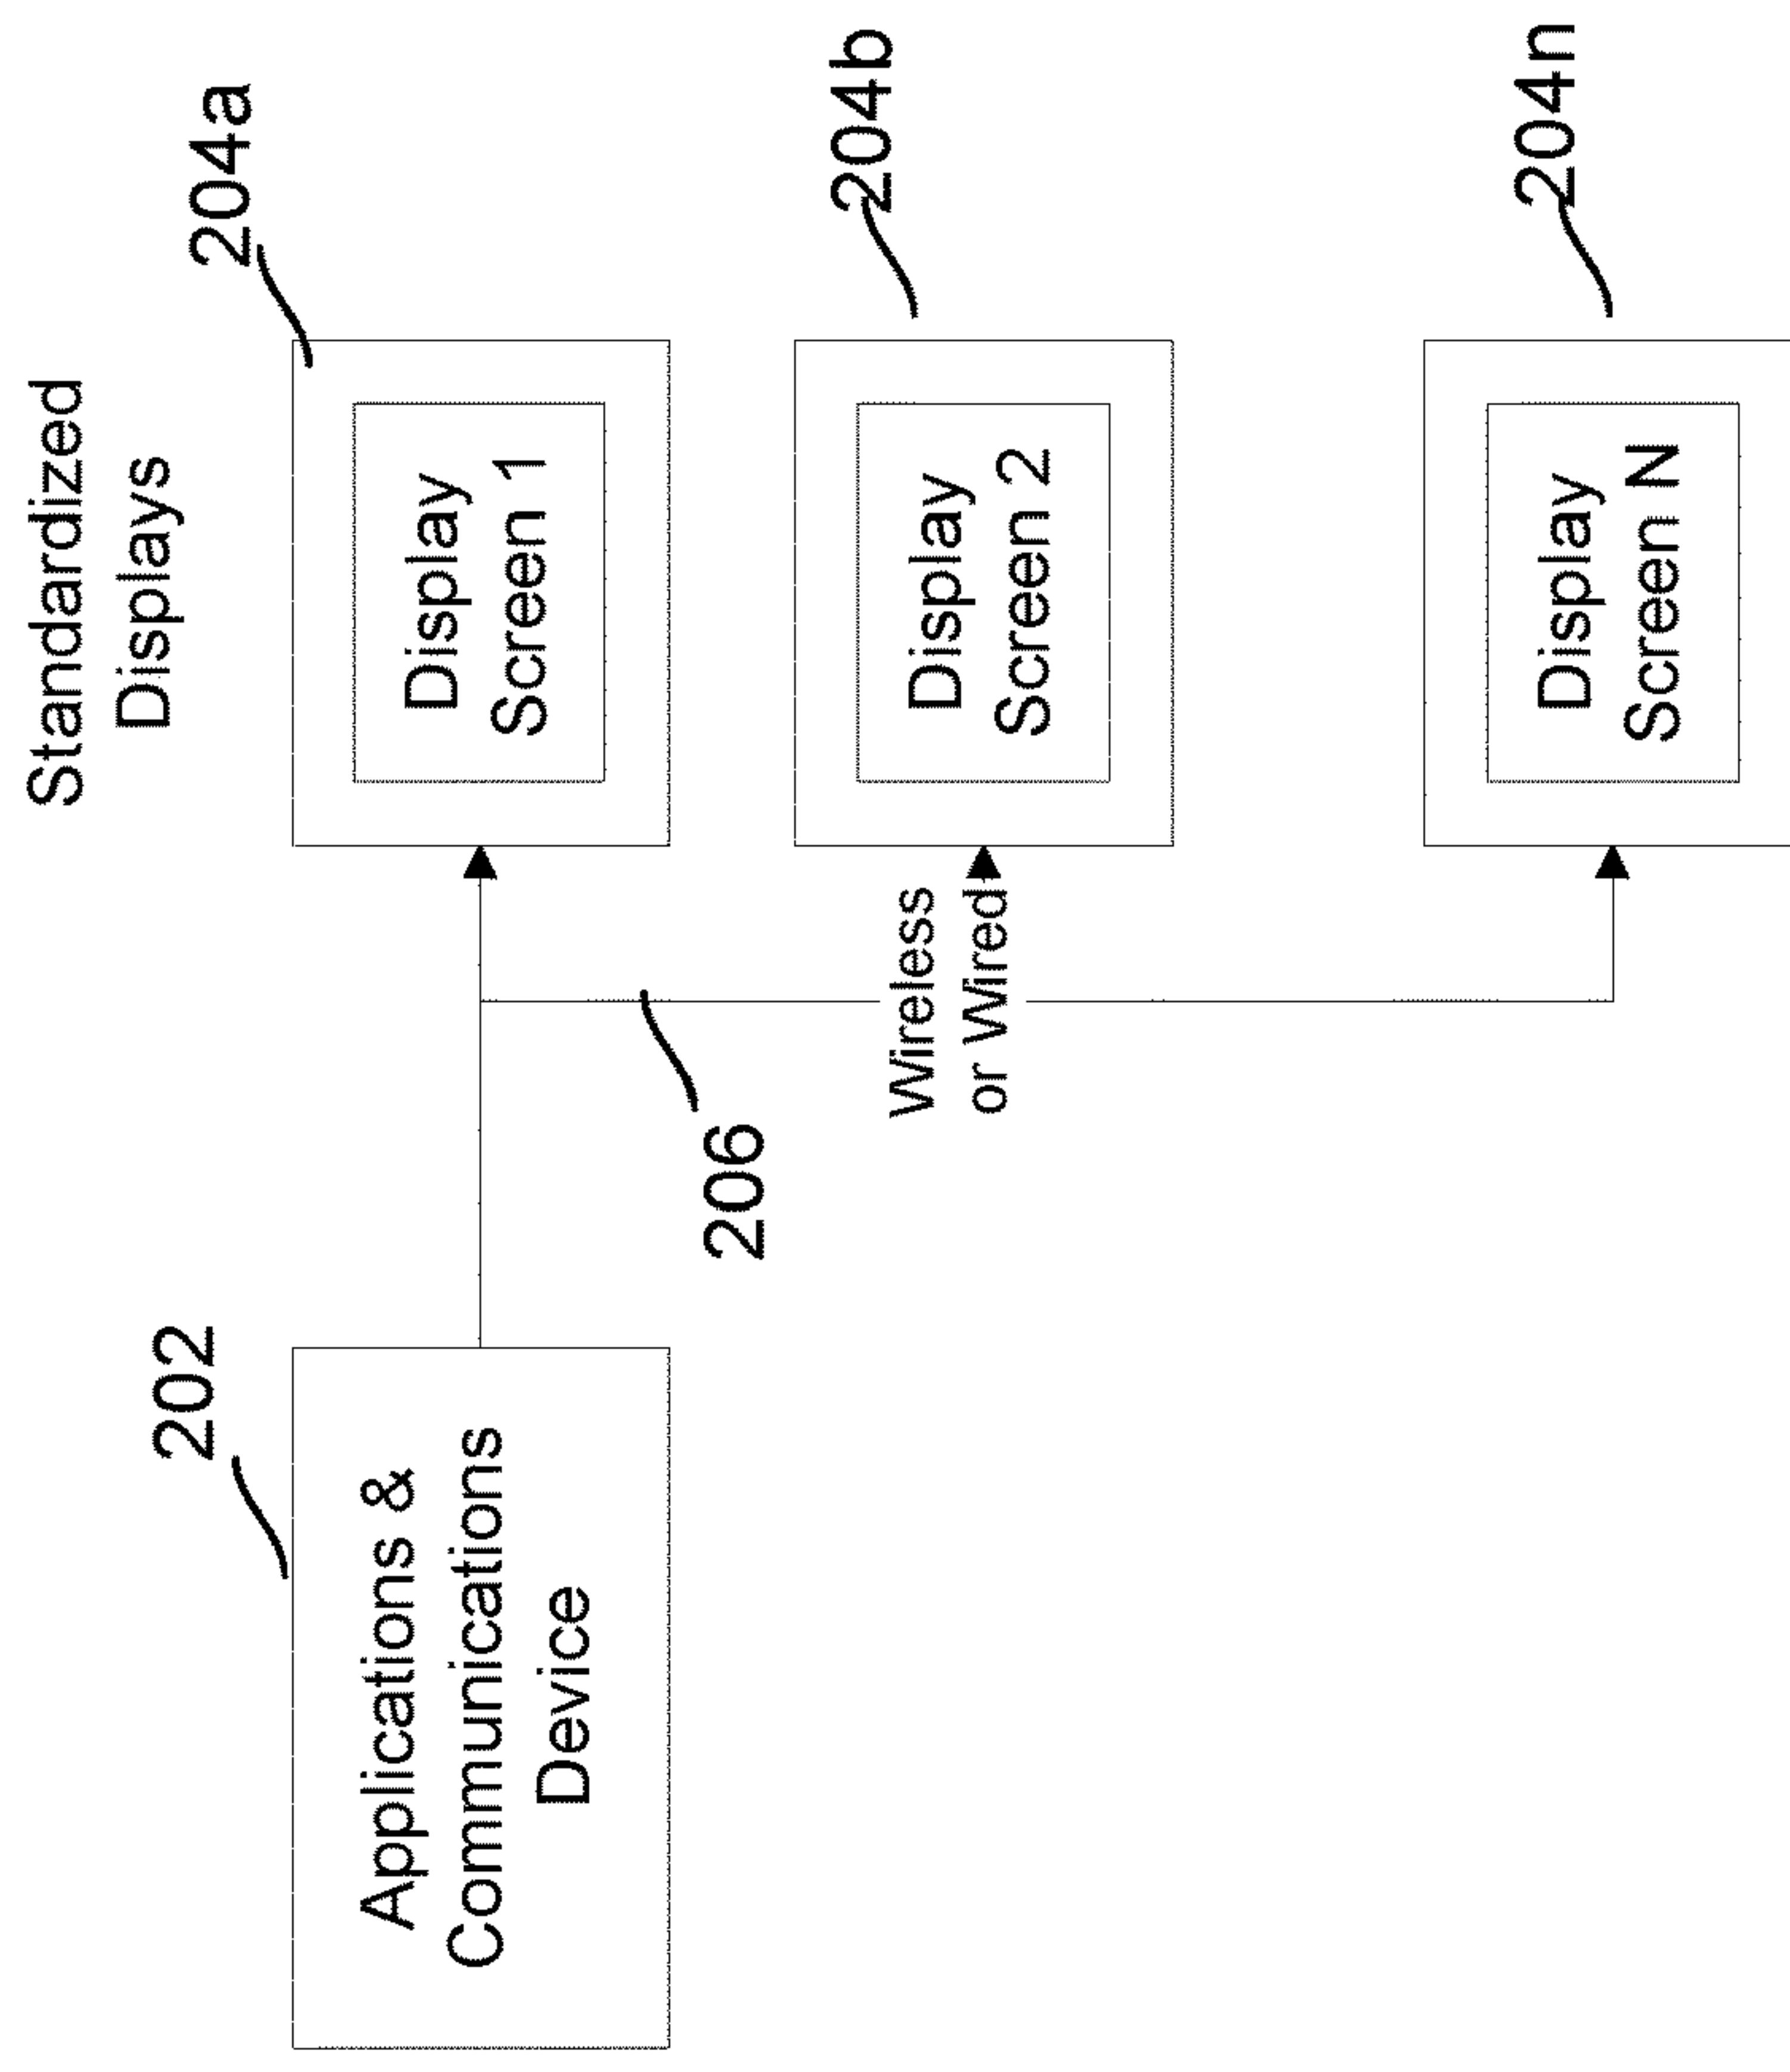 Standardized
Displays
204a
Display
Screen 1
204b
Display
Screen 2
204n
Display
Screen N
202
Applications &
Communications
Device
206
Wireless
or Wired